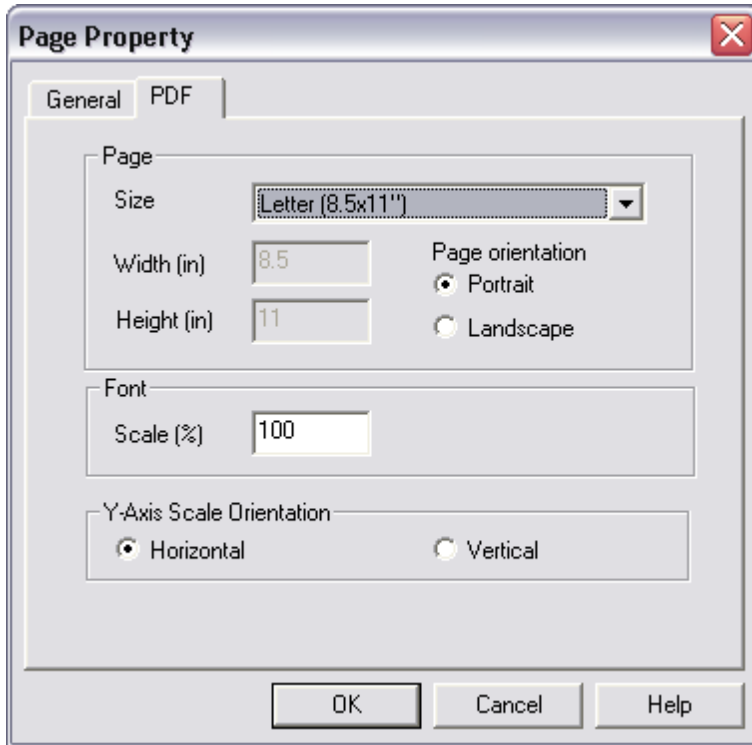 Page Property
General PDF
Page
Size Letter (8.5x11")
Width (in) 8.5 Page orientation
Portrait
Height (in) 11 Landscape
Font
Scale (%) 100
Y-Axis Scale Orientation
Horizontal Vertical
OK Cancel Help